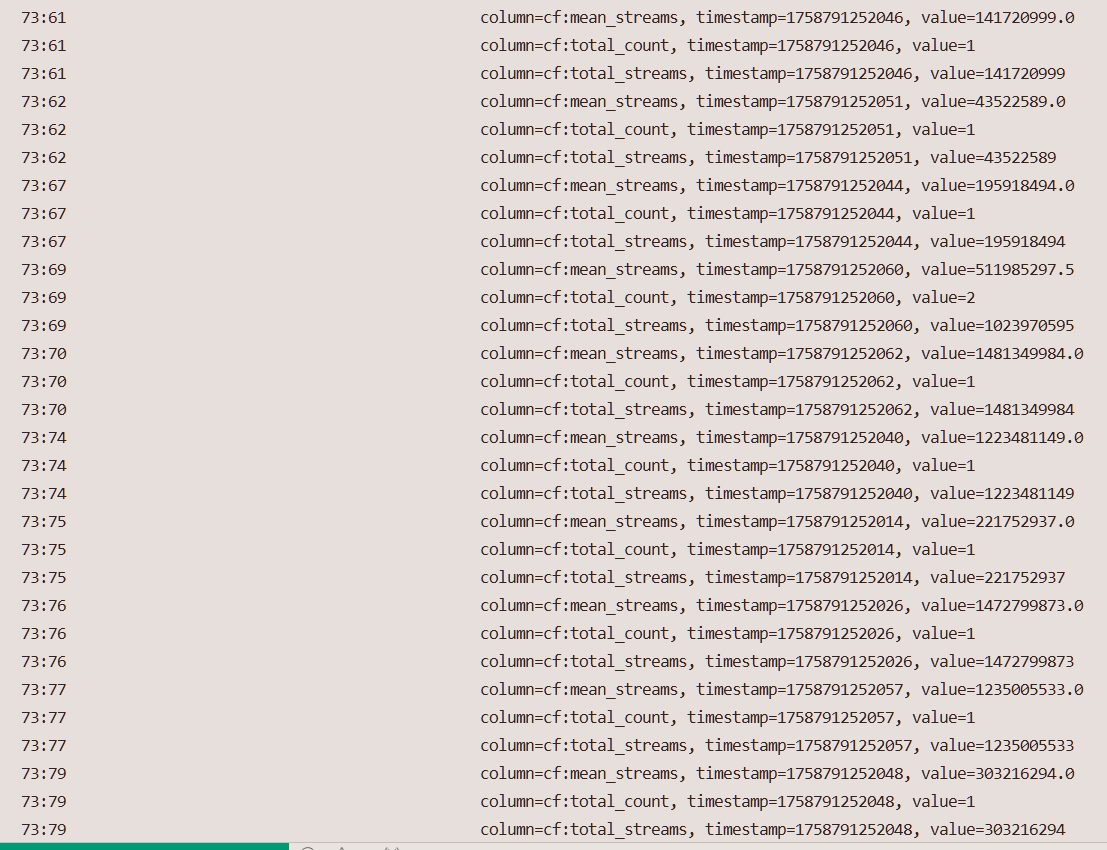 73:61 column=cf:mean_streams, timestamp=1758791252046, value=141720999.0
73:61 column=cf:total_count, timestamp=1758791252046, value=1
73:61 column=cf:total_streams, timestamp=1758791252046, value=141720999
73:62 column=cf:mean_streams, timestamp=1758791252051, value=43522589.0
73:62 column=cf:total_count, timestamp=1758791252051, value=1
73:62 column=cf:total_streams, timestamp=1758791252051, value=43522589
73:67 column=cf:mean_streams, timestamp=1758791252044, value=195918494.0
73:67 column=cf:total_count, timestamp=1758791252044, value=1
73:67 column=cf:total_streams, timestamp=1758791252044, value=195918494
73:69 column=cf:mean_streams, timestamp=1758791252060, value=511985297.5
73:69 column=cf:total_count, timestamp=1758791252060, value=2
73:69 column=cf:total_streams, timestamp=1758791252060, value=1023970595
73:70 column=cf:mean_streams, timestamp=1758791252062, value=1481349984.0
73:70 column=cf:total_count, timestamp=1758791252062, value=1
73:70 column=cf:total_streams, timestamp=1758791252062, value=1481349984
73:74 column=cf:mean_streams, timestamp=1758791252040, value=1223481149.0
73:74 column=cf:total_count, timestamp=1758791252040, value=1
73:74 column=cf:total_streams, timestamp=1758791252040, value=1223481149
73:75 column=cf:mean_streams, timestamp=1758791252014, value=221752937.0
73:75 column=cf:total_count, timestamp=1758791252014, value=1
73:75 column=cf:total_streams, timestamp=1758791252014, value=221752937
73:76 column=cf:mean_streams, timestamp=1758791252026, value=1472799873.0
73:76 column=cf:total_count, timestamp=1758791252026, value=1
73:76 column=cf:total_streams, timestamp=1758791252026, value=1472799873
73:77 column=cf:mean_streams, timestamp=1758791252057, value=1235005533.0
73:77 column=cf:total_count, timestamp=1758791252057, value=1
73:77 column=cf:total_streams, timestamp=1758791252057, value=1235005533
73:79 column=cf:mean_streams, timestamp=1758791252048, value=303216294.0
73:79 column=cf:total_count, timestamp=1758791252048, value=1
73:79 column=cf:total_streams, timestamp=1758791252048, value=303216294